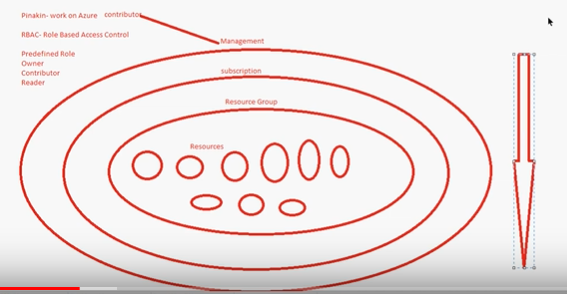 Pinakin- work on Azure contributor
RBAC- Role Based Access Control
Predefined Role
Owner
Contributor
Reader
Management
subscription
Resource Group
Resources